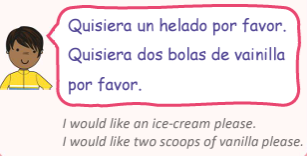 Quisiera un helado por favor.
Quisiera dos bolas de vainilla
por favor.
I would like an ice-cream please.
I would like two scoops of vanilla please.